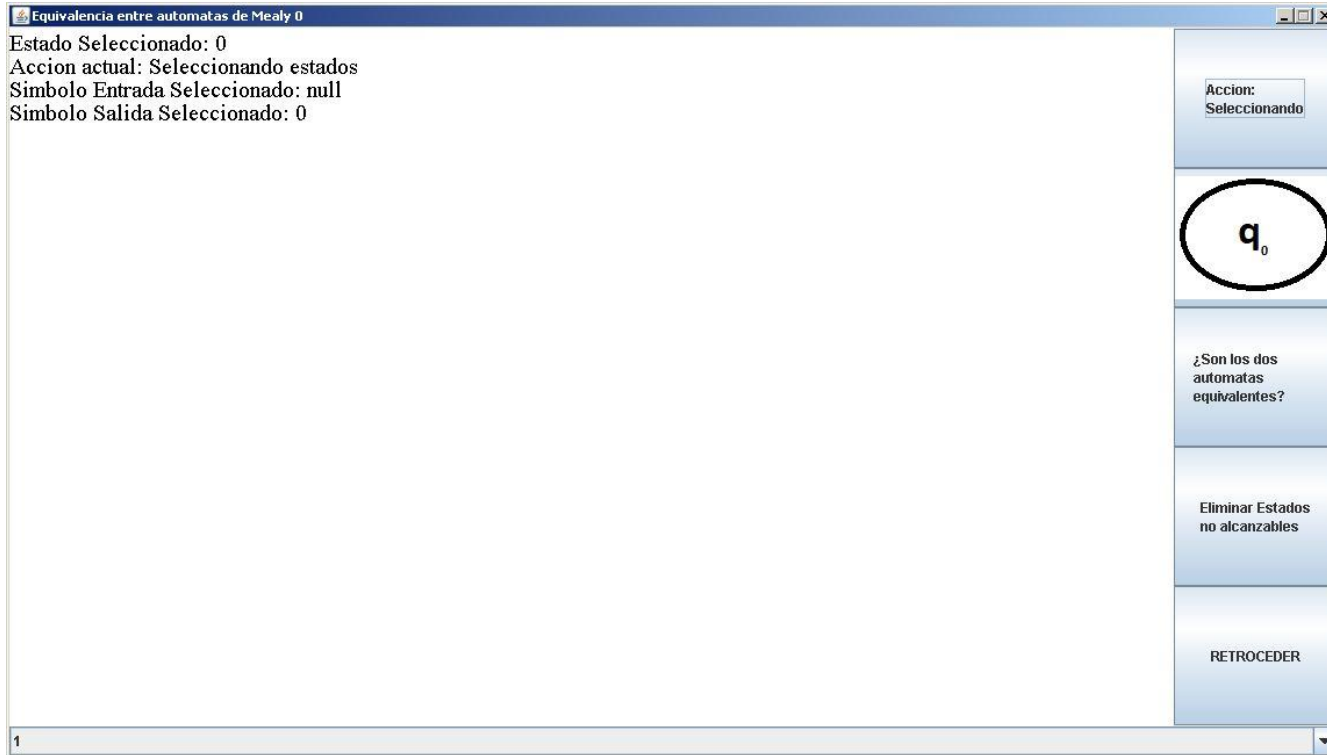 Equivalencia entre automatas de Mealy 0
Estado Seleccionado: 0
Accion actual: Seleccionando estados
Simbolo Entrada Seleccionado: null
Simbolo Salida Seleccionado: 0
Accion:
Seleccionando
q0
¿Son los dos
automatas
equivalentes?
Eliminar Estados
no alcanzables
RETROCEDER
1